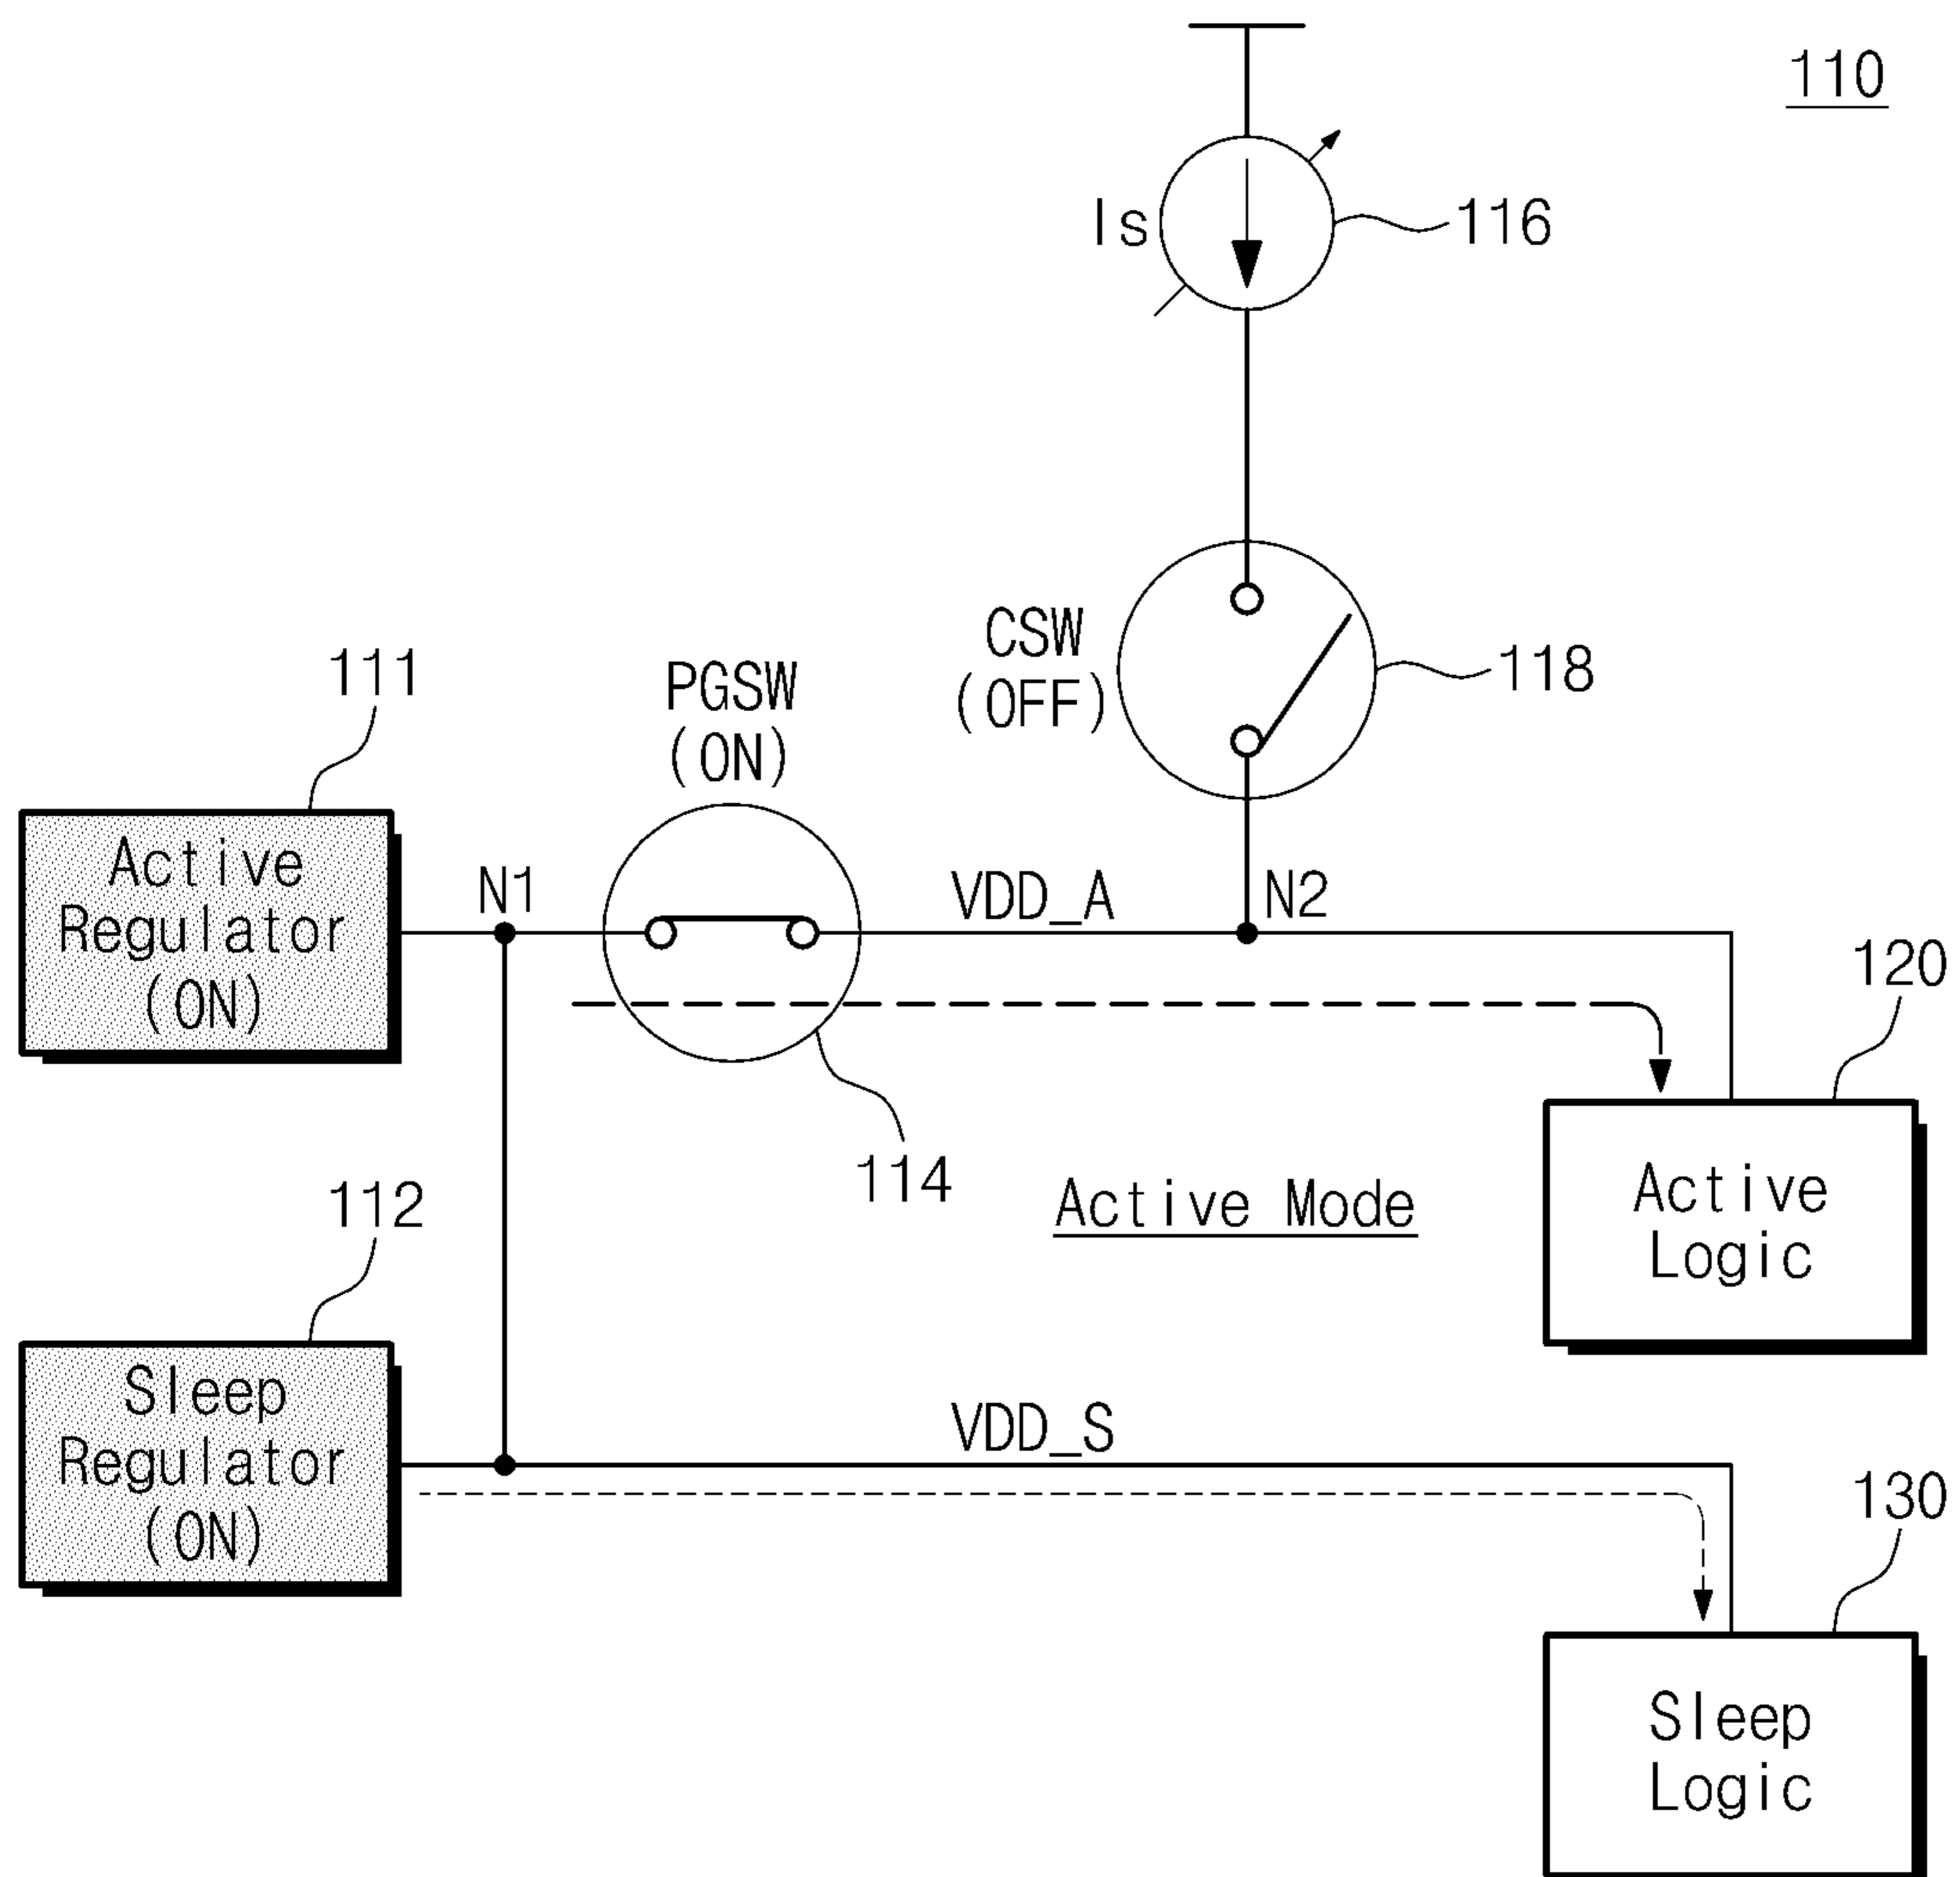 110
Is
116
CSW
(OFF)
118
111
PGSW
(ON)
Active
Regulator
(ON)
N1
VDD_A
N2
120
114
Active Mode
Active
Logic
112
Sleep
Regulator
(ON)
VDD_S
130
Sleep
Logic